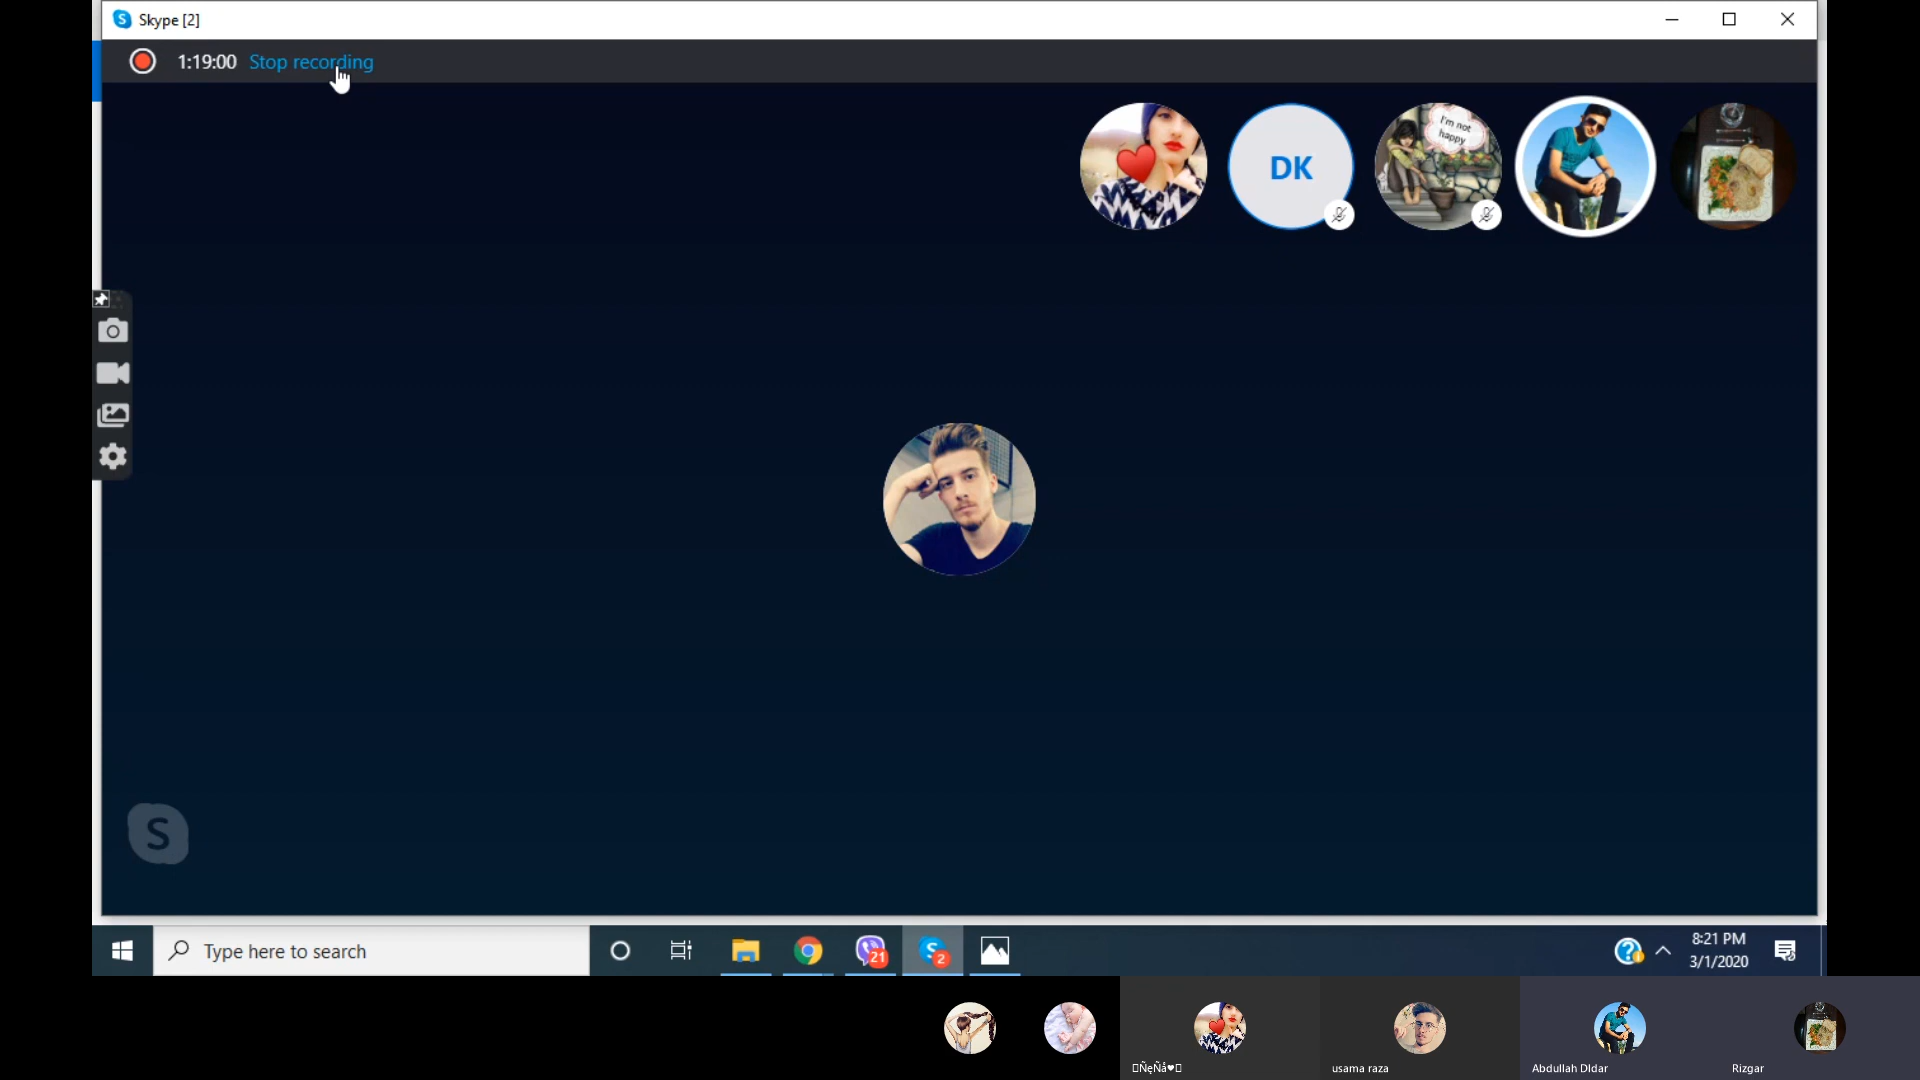 Skype [2]
1:19:00 Stop recording
DK
I'm not
happy
S
Type here to search
21
S
2
8:21 PM
3/1/2020
ÑęÑå♥
usama raza
Abdullah Dldar
Rizgar